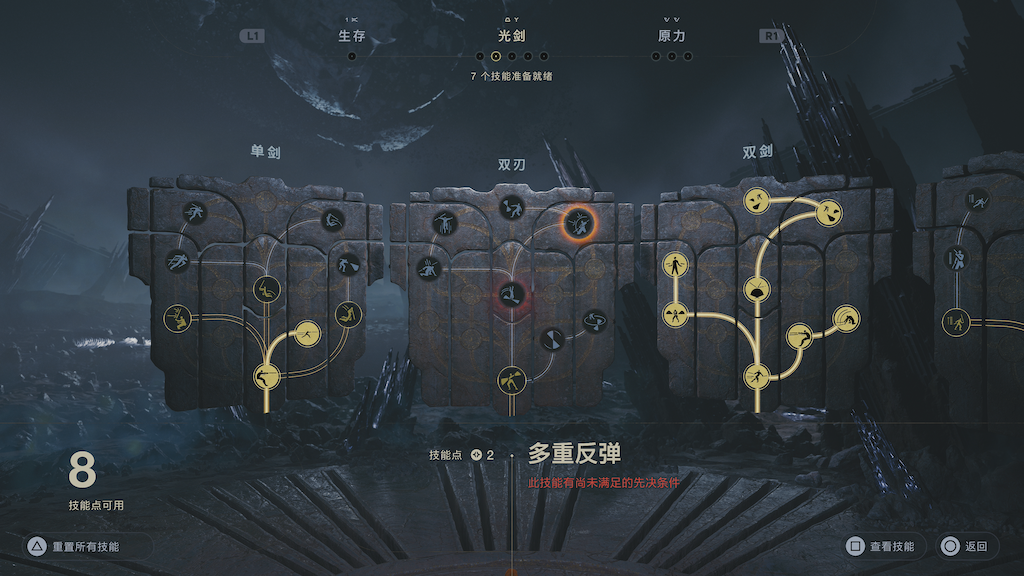 L1
生存
光剑
原力
R1
7 个技能准备就绪
单剑
双刃
双剑
技能点 2
多重反弹
此技能有尚未满足的先决条件
8
技能点可用
重置所有技能
查看技能
返回